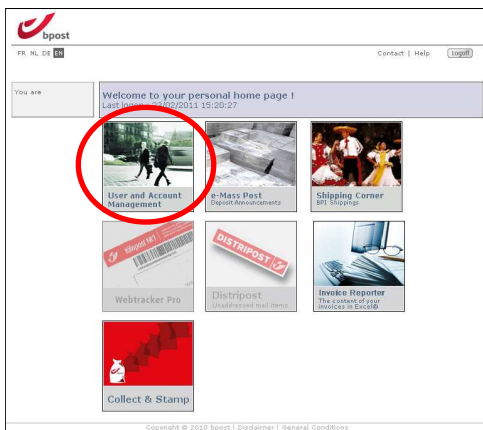 bpost
FR NL DE EN
Contact | Help
Logoff
You are
Welcome to your personal home page !
Last logon : 22/02/2011 15:20:27
User and Account
Management
e-Mass Post
Deposit Announcements
Shipping Corner
BPI Shippings
Webtracker Pro
DISTRIPOST
Distripost
Unaddressed mail items
Invoice Reporter
The content of your
invoices in Excel®
Collect & Stamp
Copyright © 2010 bpost | Disclaimer | General Conditions